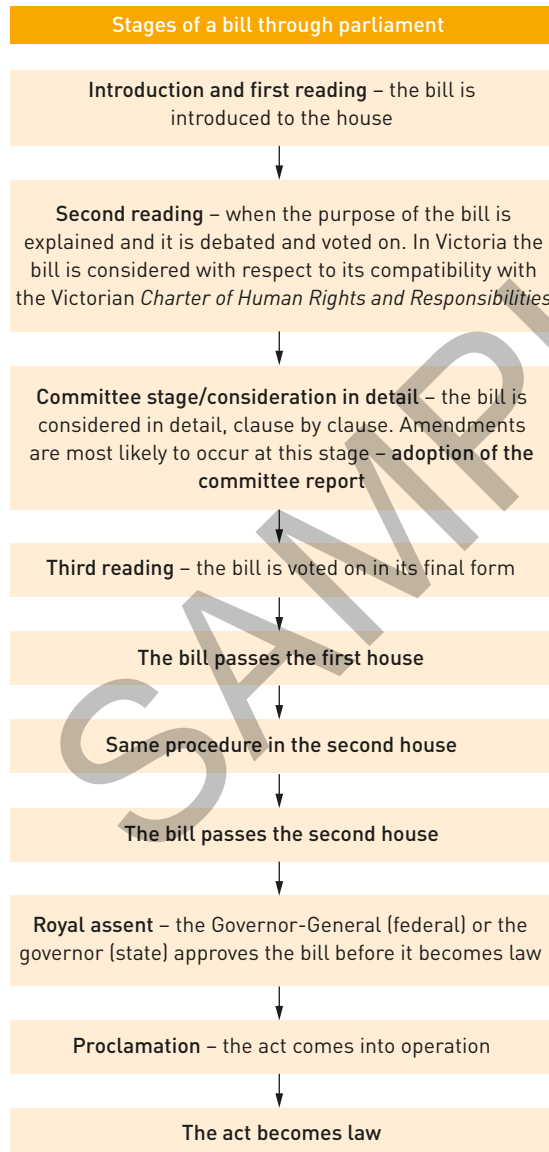 Stages of a bill through parliament
Introduction and first reading – the bill is
introduced to the house
Second reading – when the purpose of the bill is
explained and it is debated and voted on. In Victoria the
bill is considered with respect to its compatibility with
the Victorian Charter of Human Rights and Responsibilities
Committee stage/consideration in detail – the bill is
considered in detail, clause by clause. Amendments
are most likely to occur at this stage – adoption of the
committee report
Third reading – the bill is voted on in its final form
The bill passes the first house
Same procedure in the second house
The bill passes the second house
Royal assent – the Governor-General (federal) or the
governor (state) approves the bill before it becomes law
Proclamation – the act comes into operation
The act becomes law
SAMPL